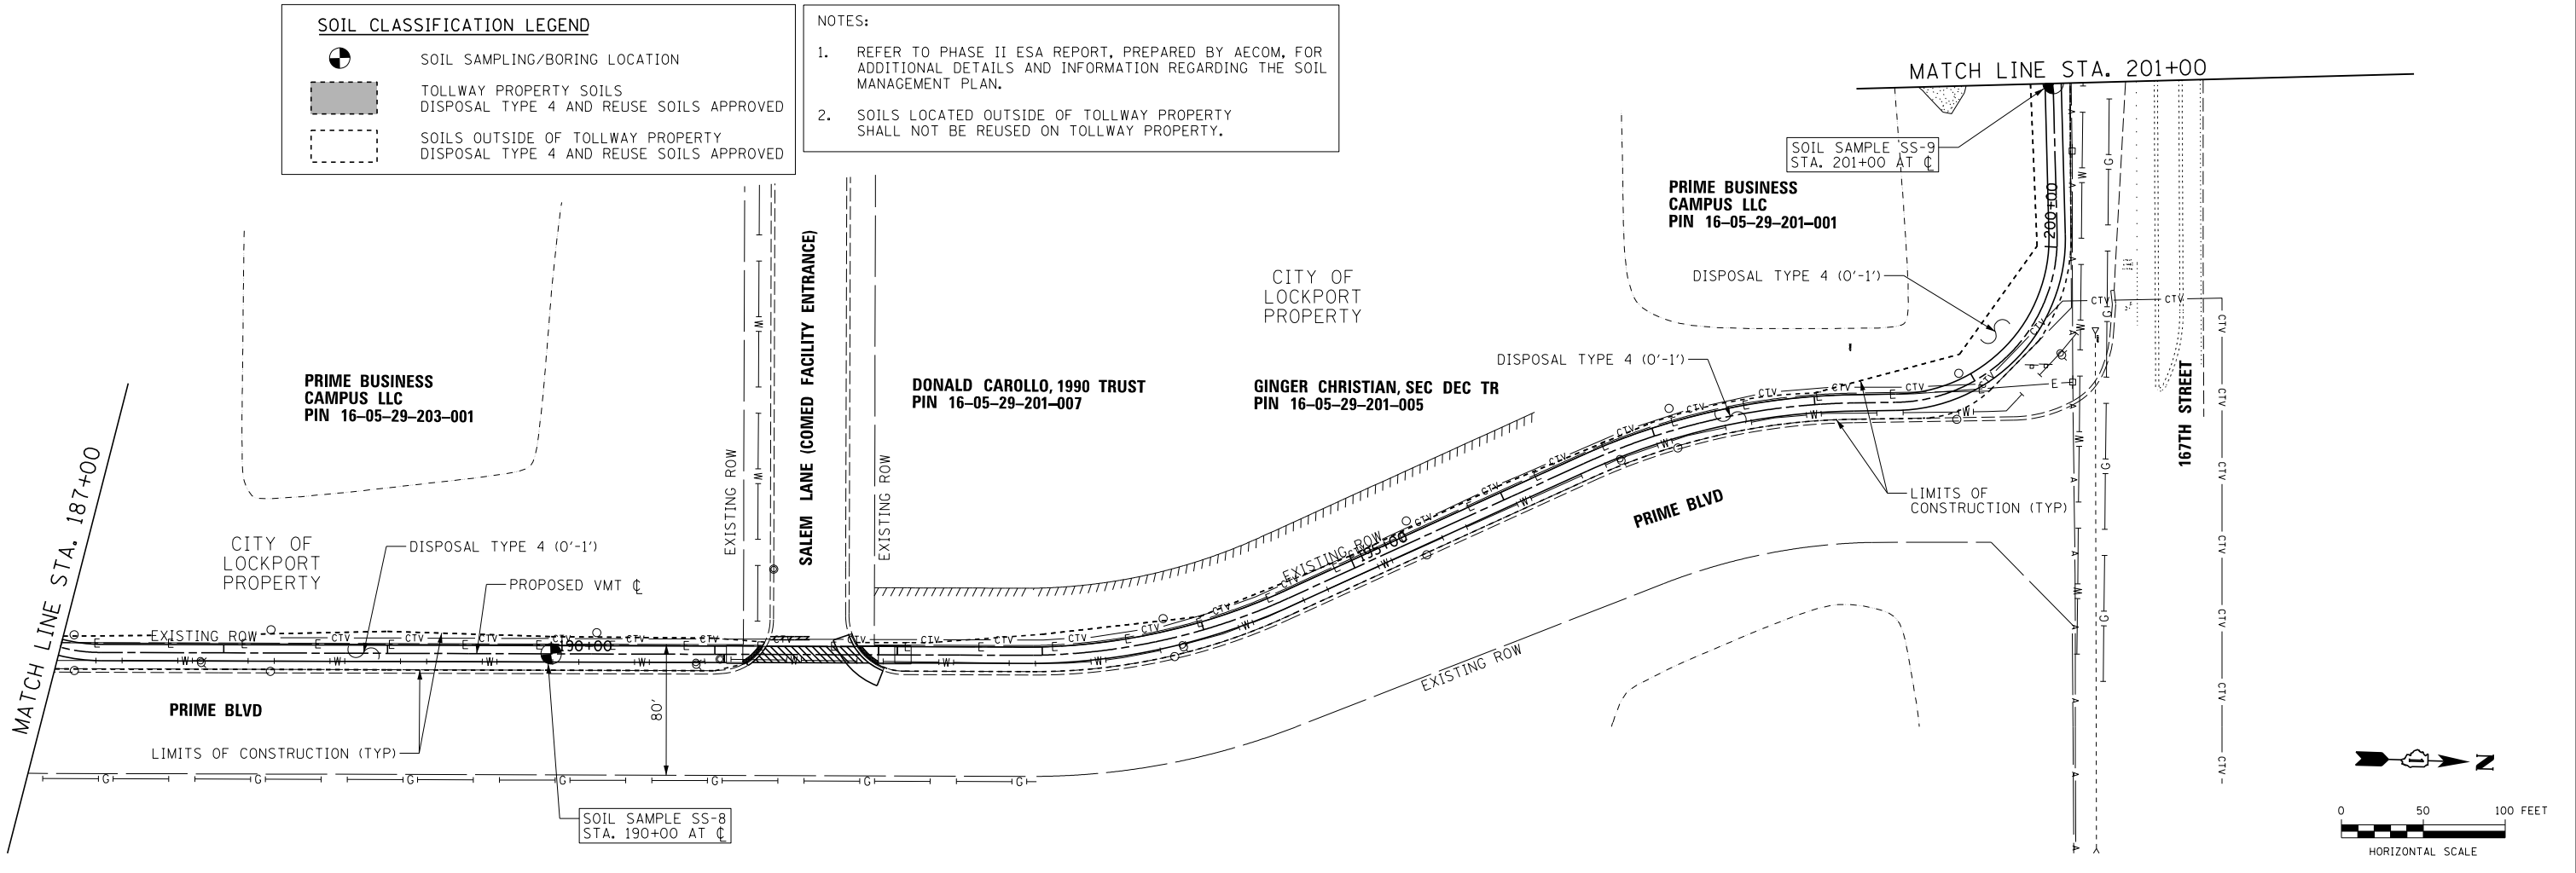 SOIL CLASSIFICATION LEGEND
SOIL SAMPLING/BORING LOCATION
TOLLWAY PROPERTY SOILS
DISPOSAL TYPE 4 AND REUSE SOILS APPROVED
SOILS OUTSIDE OF TOLLWAY PROPERTY
DISPOSAL TYPE 4 AND REUSE SOILS APPROVED
NOTES:
1. REFER TO PHASE II ESA REPORT, PREPARED BY AECOM, FOR
ADDITIONAL DETAILS AND INFORMATION REGARDING THE SOIL
MANAGEMENT PLAN.
2. SOILS LOCATED OUTSIDE OF TOLLWAY PROPERTY
SHALL NOT BE REUSED ON TOLLWAY PROPERTY.
MATCH LINE STA. 201+00
SOIL SAMPLE SS-9
STA. 201+00 AT ℄
PRIME BUSINESS
CAMPUS LLC
PIN 16-05-29-201-001
200+00
DISPOSAL TYPE 4 (0'-1')
CITY OF
LOCKPORT
PROPERTY
DISPOSAL TYPE 4 (0'-1')
PRIME BUSINESS
CAMPUS LLC
PIN 16-05-29-203-001
SALEM LANE (COMED FACILITY ENTRANCE)
EXISTING ROW
EXISTING ROW
DONALD CAROLLO, 1990 TRUST
PIN 16-05-29-201-007
GINGER CHRISTIAN, SEC DEC TR
PIN 16-05-29-201-005
167TH STREET
MATCH LINE STA. 187+00
CITY OF
LOCKPORT
PROPERTY
DISPOSAL TYPE 4 (0'-1')
PROPOSED VMT ℄
EXISTING ROW
190+00
EXISTING ROW
195+00
PRIME BLVD
LIMITS OF
CONSTRUCTION (TYP)
EXISTING ROW
PRIME BLVD
80'
LIMITS OF CONSTRUCTION (TYP)
SOIL SAMPLE SS-8
STA. 190+00 AT ℄
N
0 50 100 FEET
HORIZONTAL SCALE